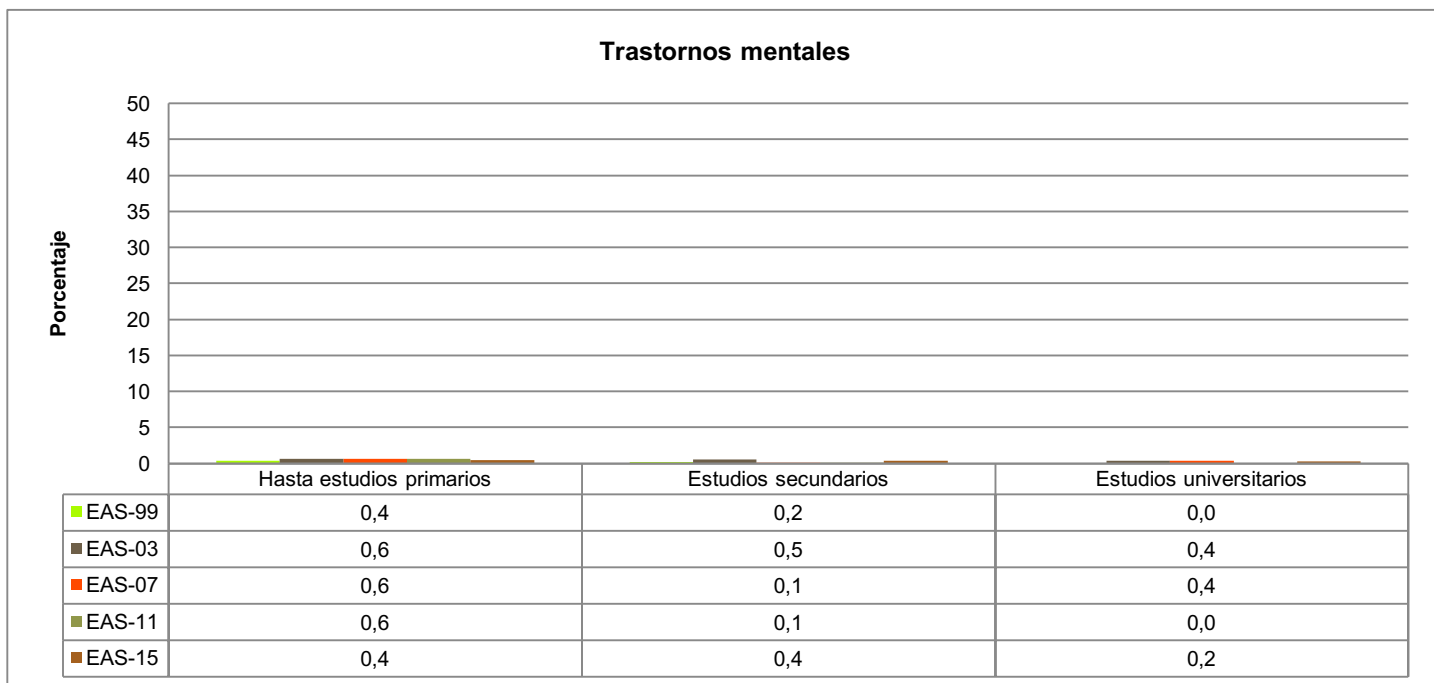 Trastornos mentales
50
45
40
35
30
25
20
15
10
5
0
Porcentaje
Hasta estudios primarios Estudios secundarios Estudios universitarios
EAS-99 0,4 0,2 0,0
EAS-03 0,6 0,5 0,4
EAS-07 0,6 0,1 0,4
EAS-11 0,6 0,1 0,0
EAS-15 0,4 0,4 0,2